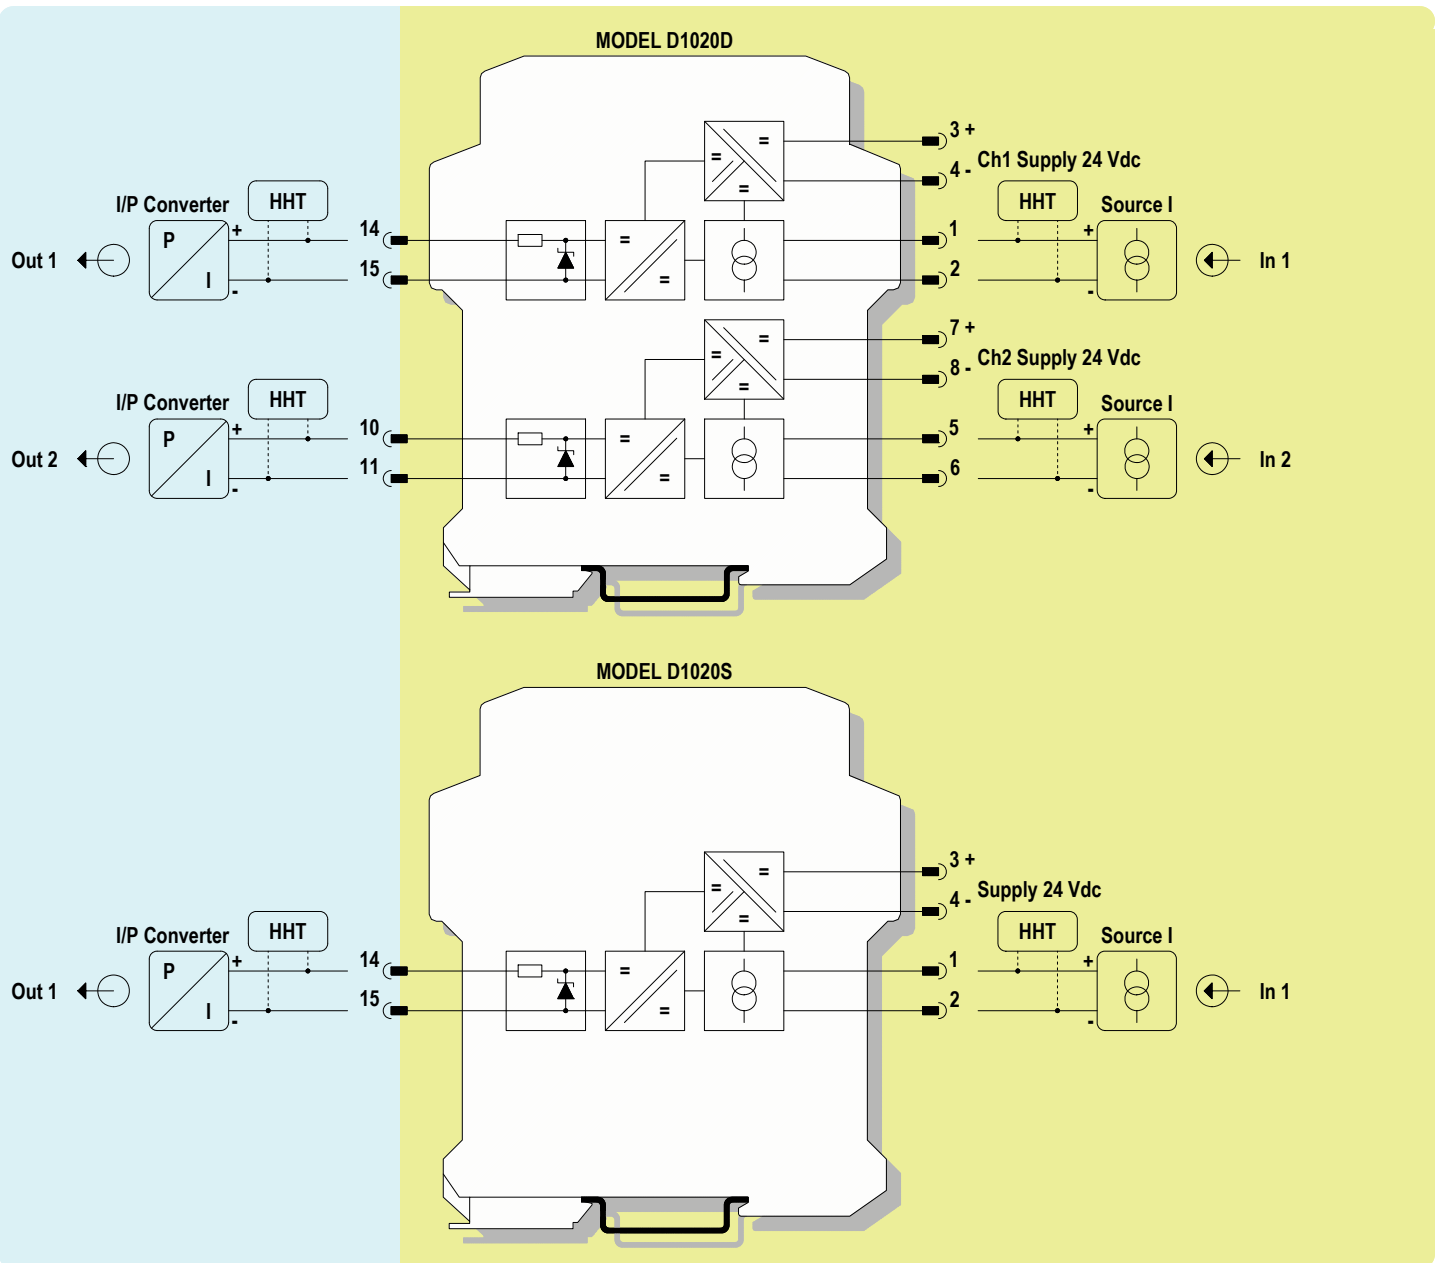 MODEL D1020D
3 +
4 -
Ch1 Supply 24 Vdc
I/P Converter
HHT
HHT
Source I
Out 1
P
I
+
-
14
15
=
=
=
=
=
1
2
+
-
In 1
7 +
8 -
Ch2 Supply 24 Vdc
I/P Converter
HHT
HHT
Source I
Out 2
P
I
+
-
10
11
=
=
=
=
=
5
6
+
-
In 2
MODEL D1020S
3 +
4 -
Supply 24 Vdc
I/P Converter
HHT
HHT
Source I
Out 1
P
I
+
-
14
15
=
=
=
=
=
1
2
+
-
In 1